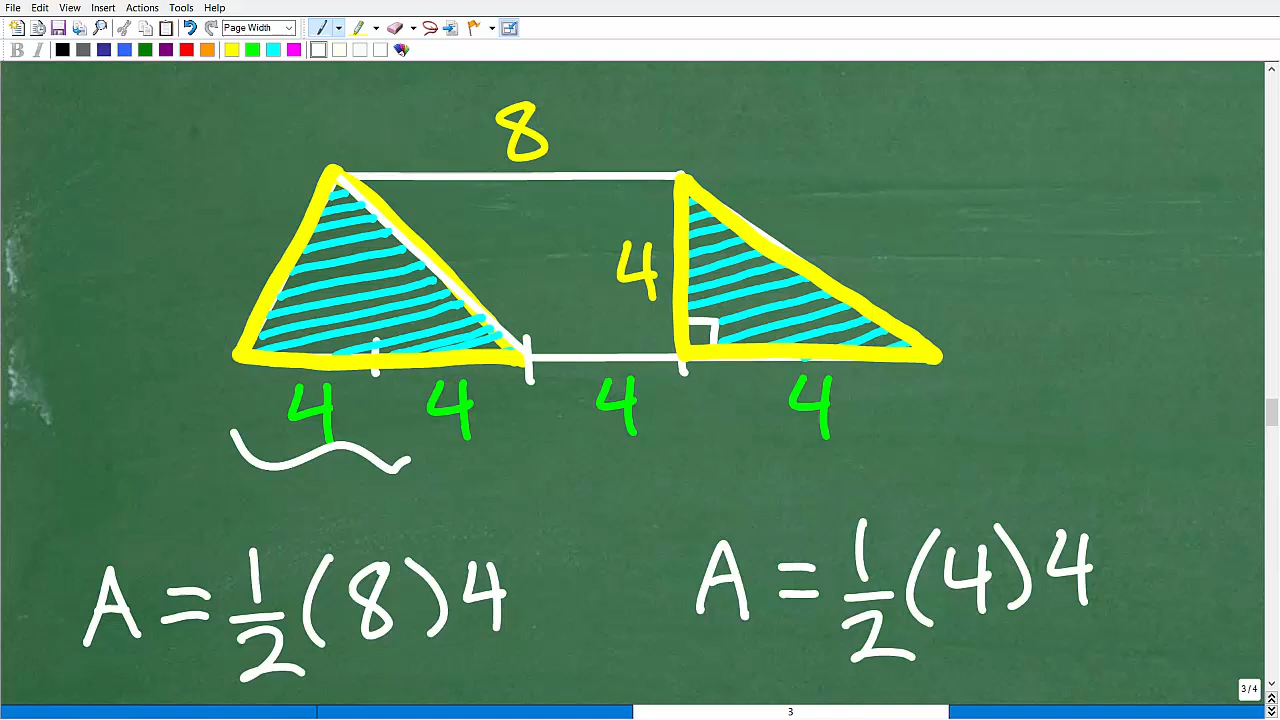 File Edit View Insert Actions Tools Help
Page Width
B I
8
4
4 4 4 4
A = 1/2 (8) 4
A = 1/2 (4) 4
3 / 4
3